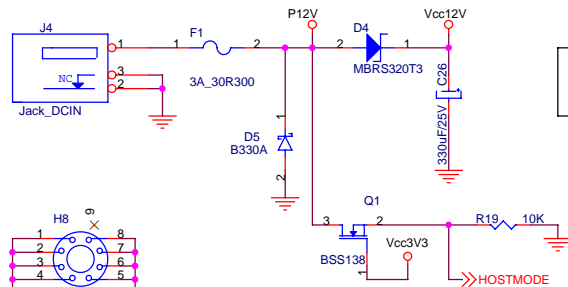 J4
F1
P12V
D4
Vcc12V
1
1
2
2
1
3
2
NC
Jack_DCIN
3A_30R300
MBRS320T3
C26
330uF/25V
1
D5
B330A
2
H8
9
Q1
1
8
2
7
3
6
4
5
3
2
R19
10K
Vcc3V3
BSS138
1
HOSTMODE